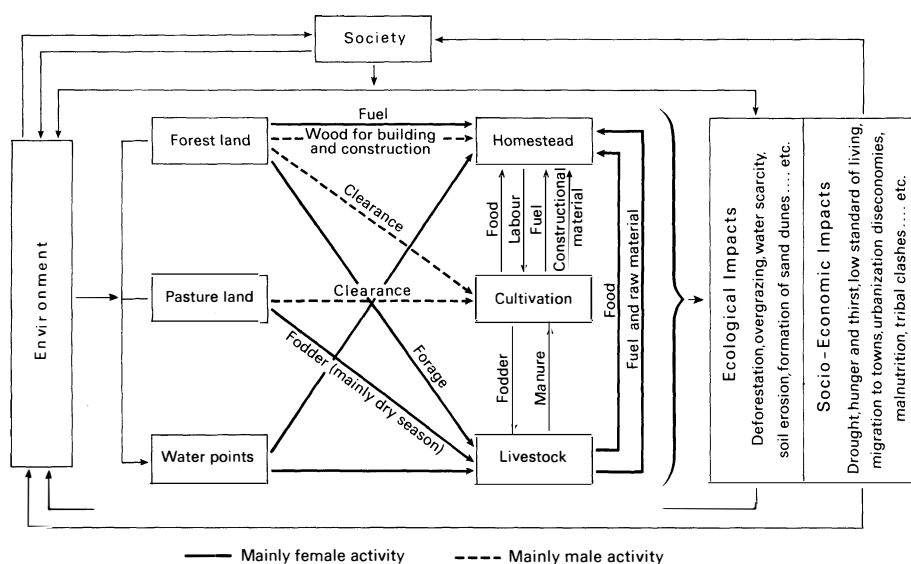 Society
Environment
Forest land
Pasture land
Water points
Fuel
Wood for building
and construction
Clearance
Clearance
Forage
Fodder (mainly dry season)
Homestead
Food
Labour
Fuel
Constructional
material
Cultivation
Fodder
Manure
Livestock
Food
Fuel and raw material
Ecological Impacts
Deforestation,overgrazing,water scarcity,
soil erosion,formation of sand dunes.... etc.
Socio-Economic Impacts
Drought,hunger and thirst,low standard of living,
migration to towns,urbanization diseconomies,
malnutrition, tribal clashes.... etc.
Mainly female activity
Mainly male activity